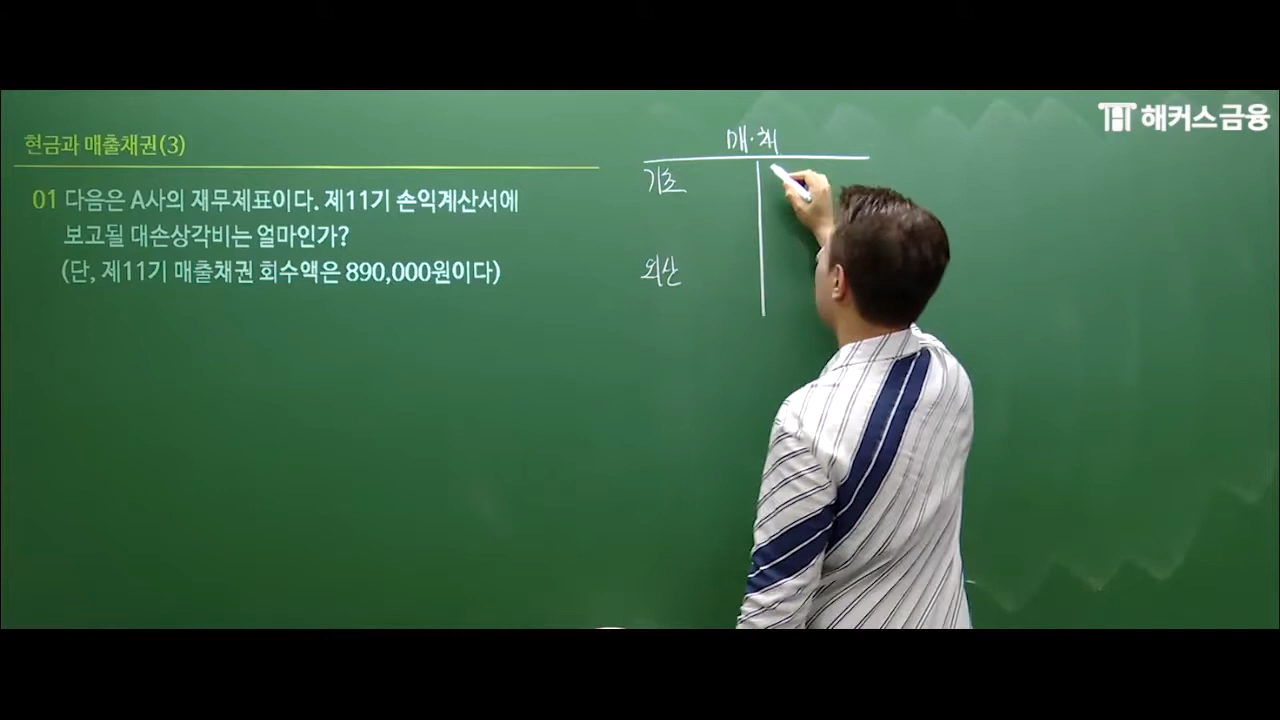 해커스금융
현금과 매출채권(3)
01 다음은 A사의 재무제표이다. 제11기 손익계산서에
보고될 대손상각비는 얼마인가?
(단, 제11기 매출채권 회수액은 890,000원이다)
매·채
기초
외산